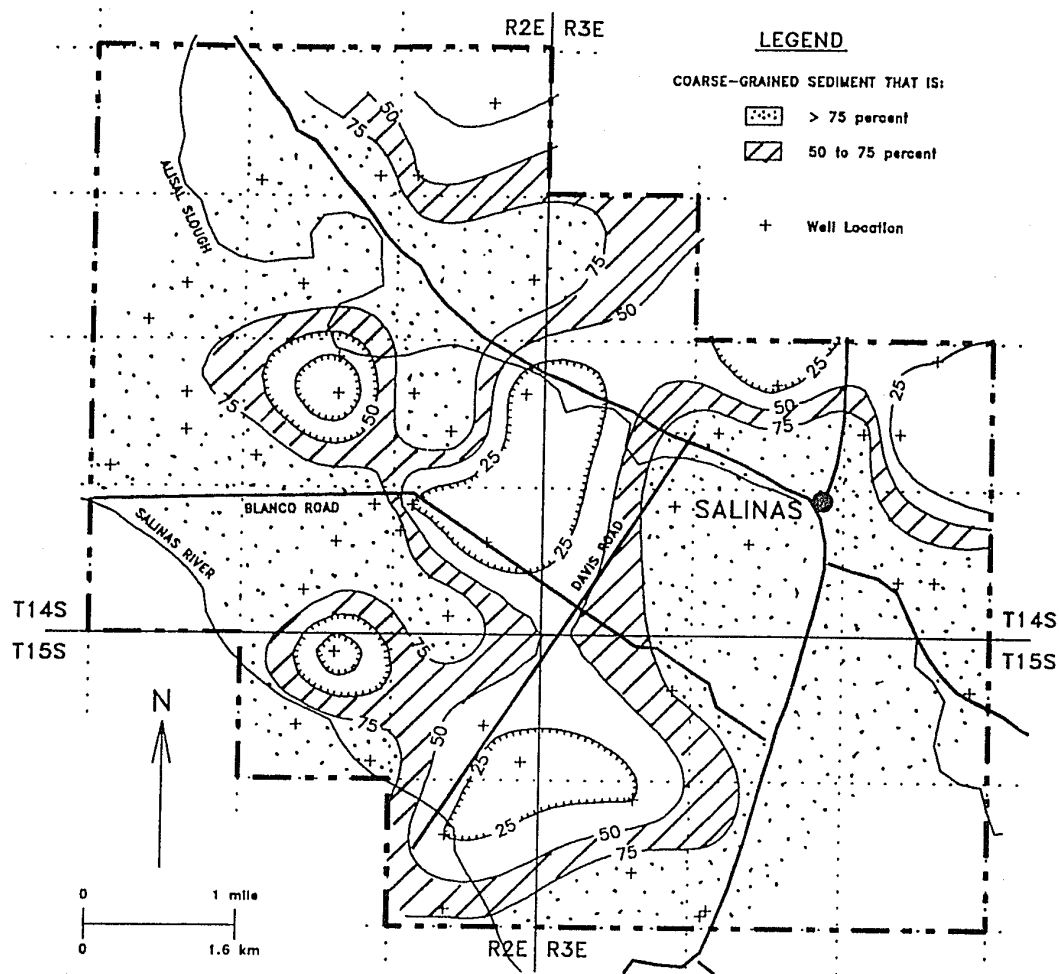 R2E R3E
LEGEND
COARSE-GRAINED SEDIMENT THAT IS:
> 75 percent
50 to 75 percent
+ Well Location
50
75
ALISAL SLOUGH
75
50
25
25
50
75
50
75
25
SALINAS
BLANCO ROAD
SALINAS RIVER
25
DAVIS ROAD
T14S
T14S
T15S
T15S
75
N
75
50
25
25
50
75
0 1 mile
0 1.6 km
R2E R3E